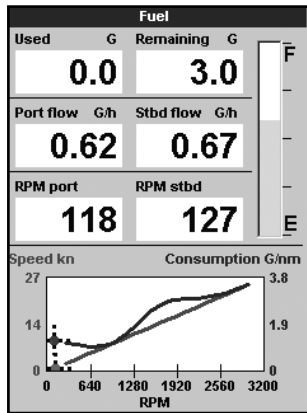 Fuel
Used G Remaining G
0.0 3.0
F
Port flow G/h Stbd flow G/h
0.62 0.67
RPM port RPM stbd
118 127
E
Speed kn Consumption G/nm
27 3.8
14 1.9
0 0
0 640 1280 1920 2560 3200
RPM